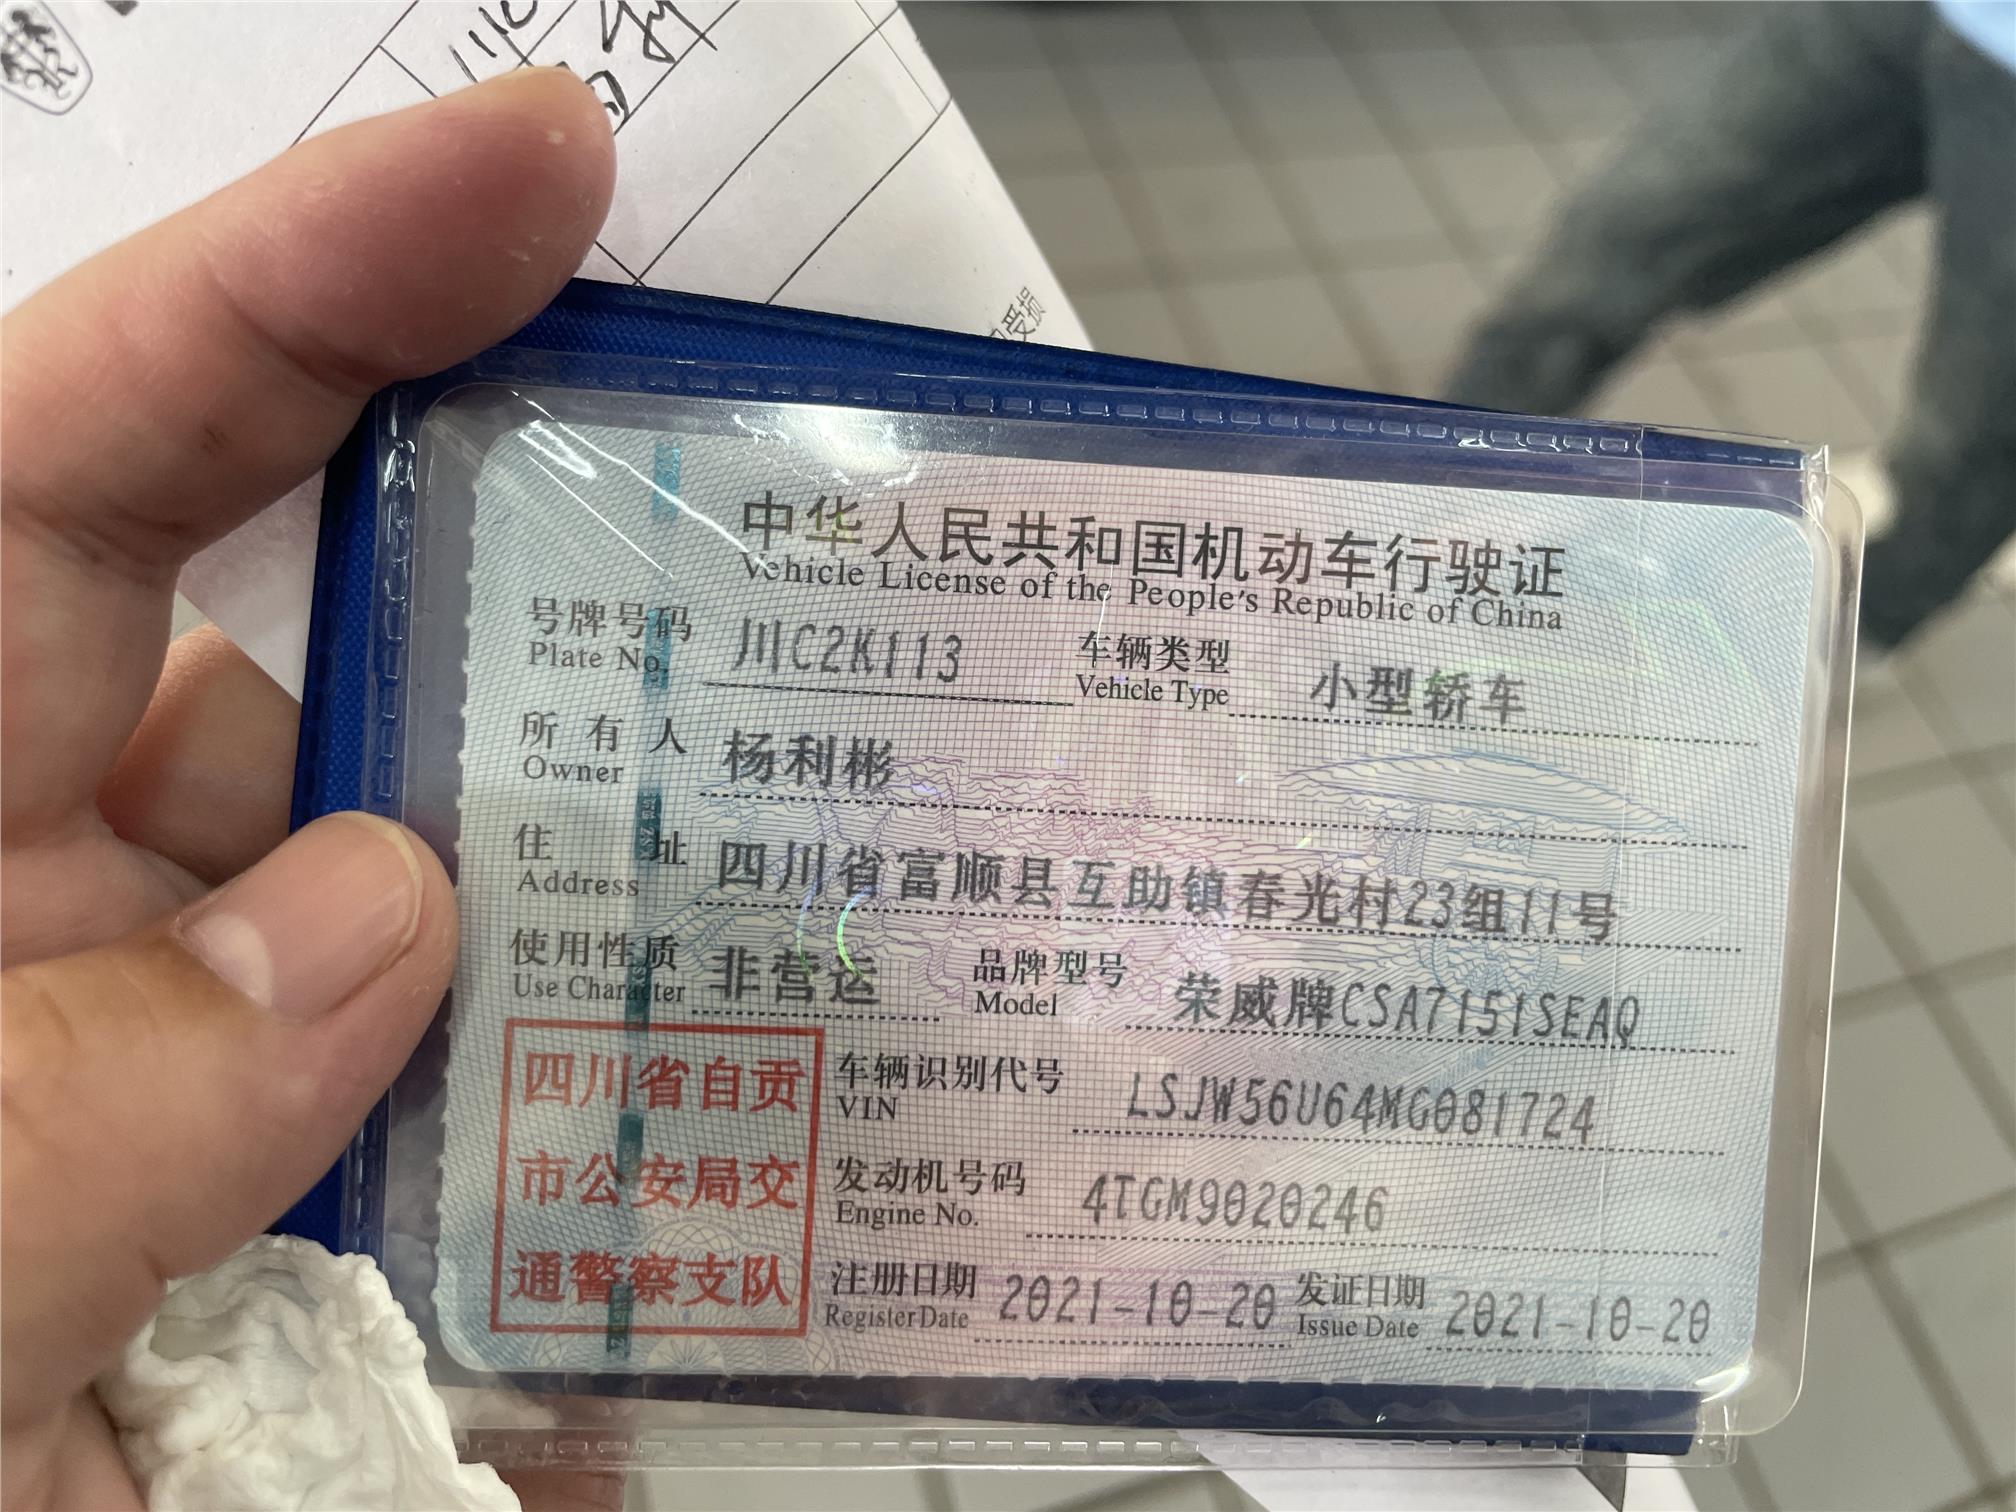 中华人民共和国机动车行驶证
Vehicle License of the People's Republic of China
号牌号码 川C2K113 车辆类型 小型轿车
Plate No. Vehicle Type
所有人 杨利彬
Owner
住址 四川省富顺县互助镇春光村23组11号
Address
使用性质 非营运 品牌型号 荣威牌CSA7151SEAQ
Use Character Model
四川省自贡
市公安局交
通警察支队
车辆识别代号 LSJW56U64MG081724
VIN
发动机号码 4TGM9020246
Engine No.
注册日期 2021-10-20 发证日期 2021-10-20
Register Date Issue Date
受损